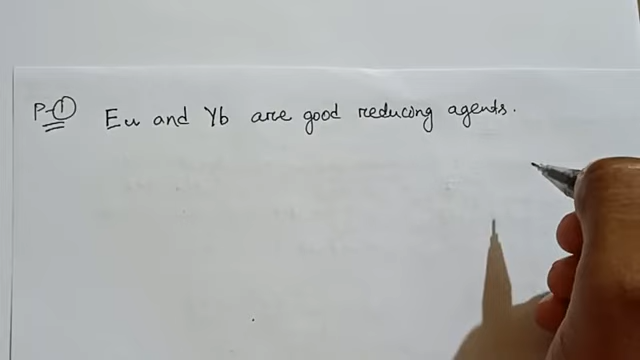 P-① Eu and Yb are good reducing agents.